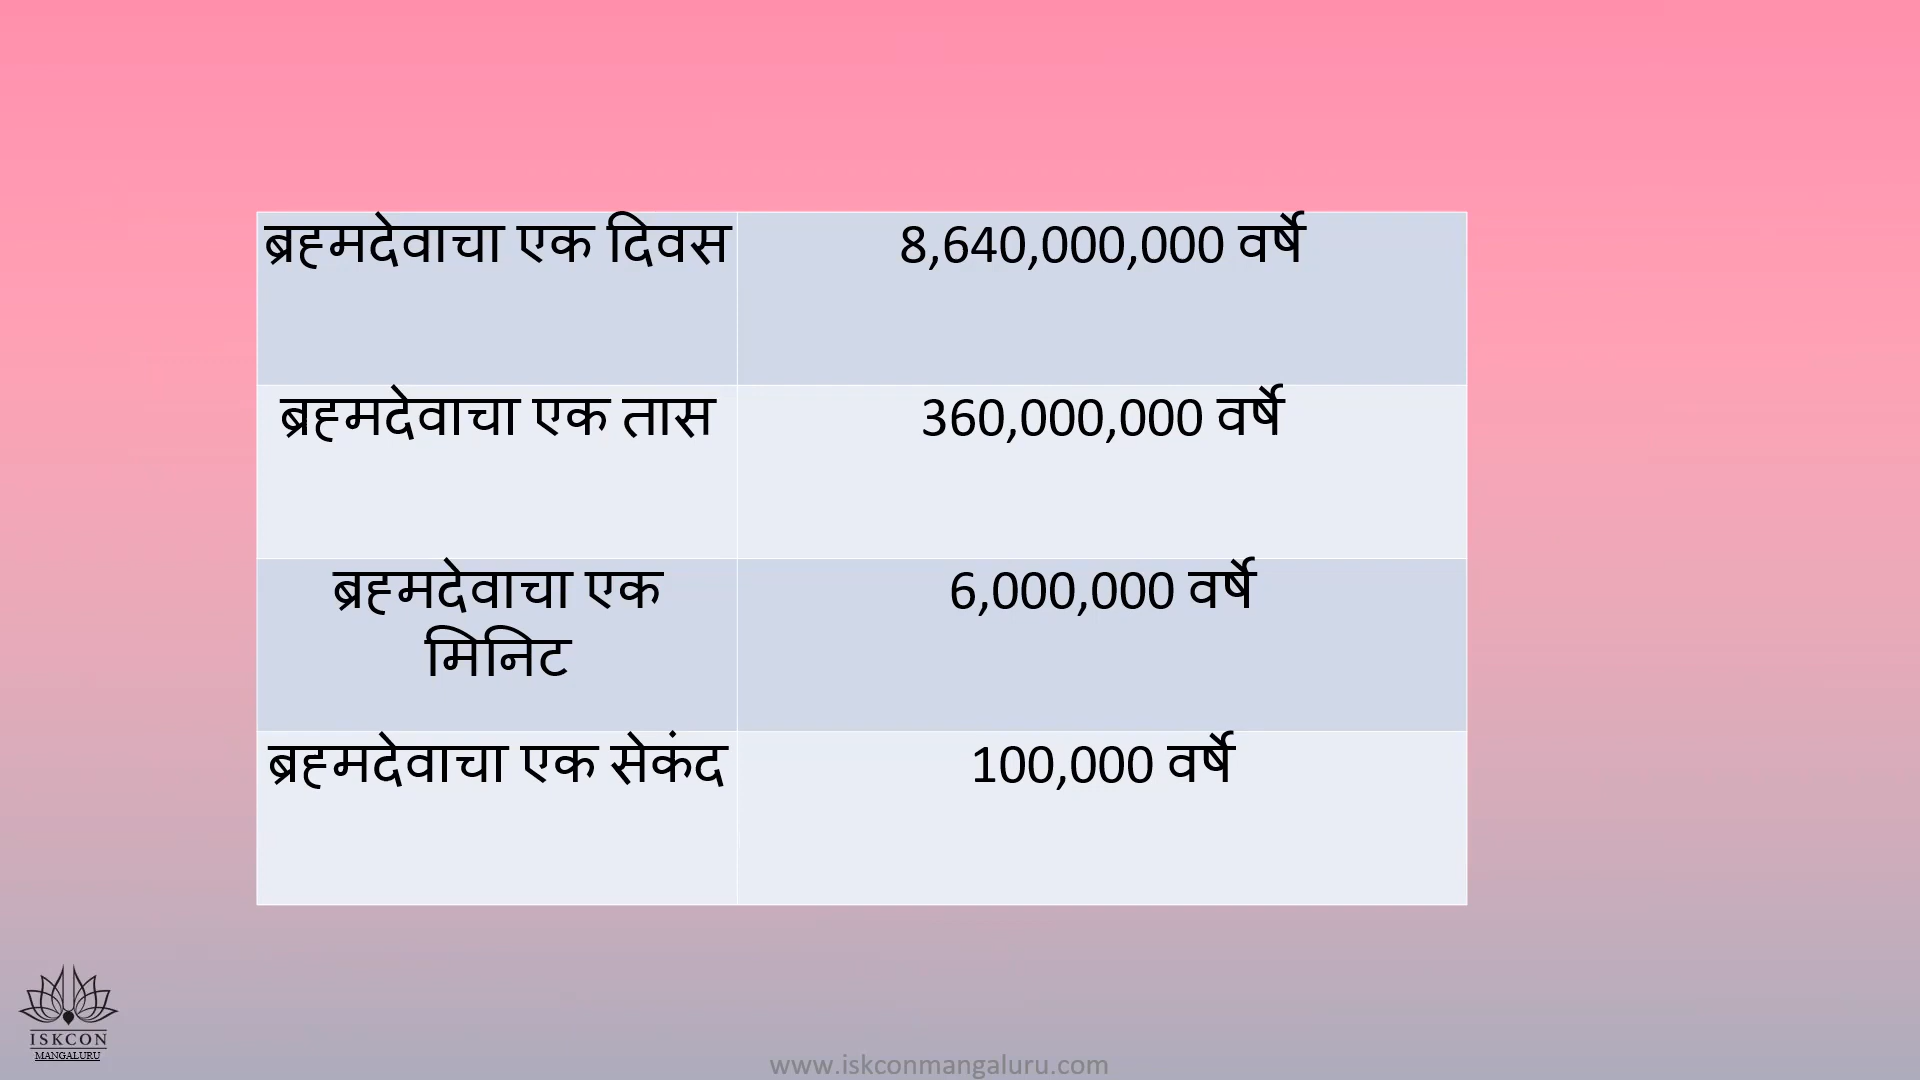 ब्रह्मदेवाचा एक दिवस 8,640,000,000 वर्षे
ब्रह्मदेवाचा एक तास 360,000,000 वर्षे
ब्रह्मदेवाचा एक 6,000,000 वर्षे
मिनिट
ब्रह्मदेवाचा एक सेकंद 100,000 वर्षे
ISKCON
MANGALURU
www.iskconmangaluru.com